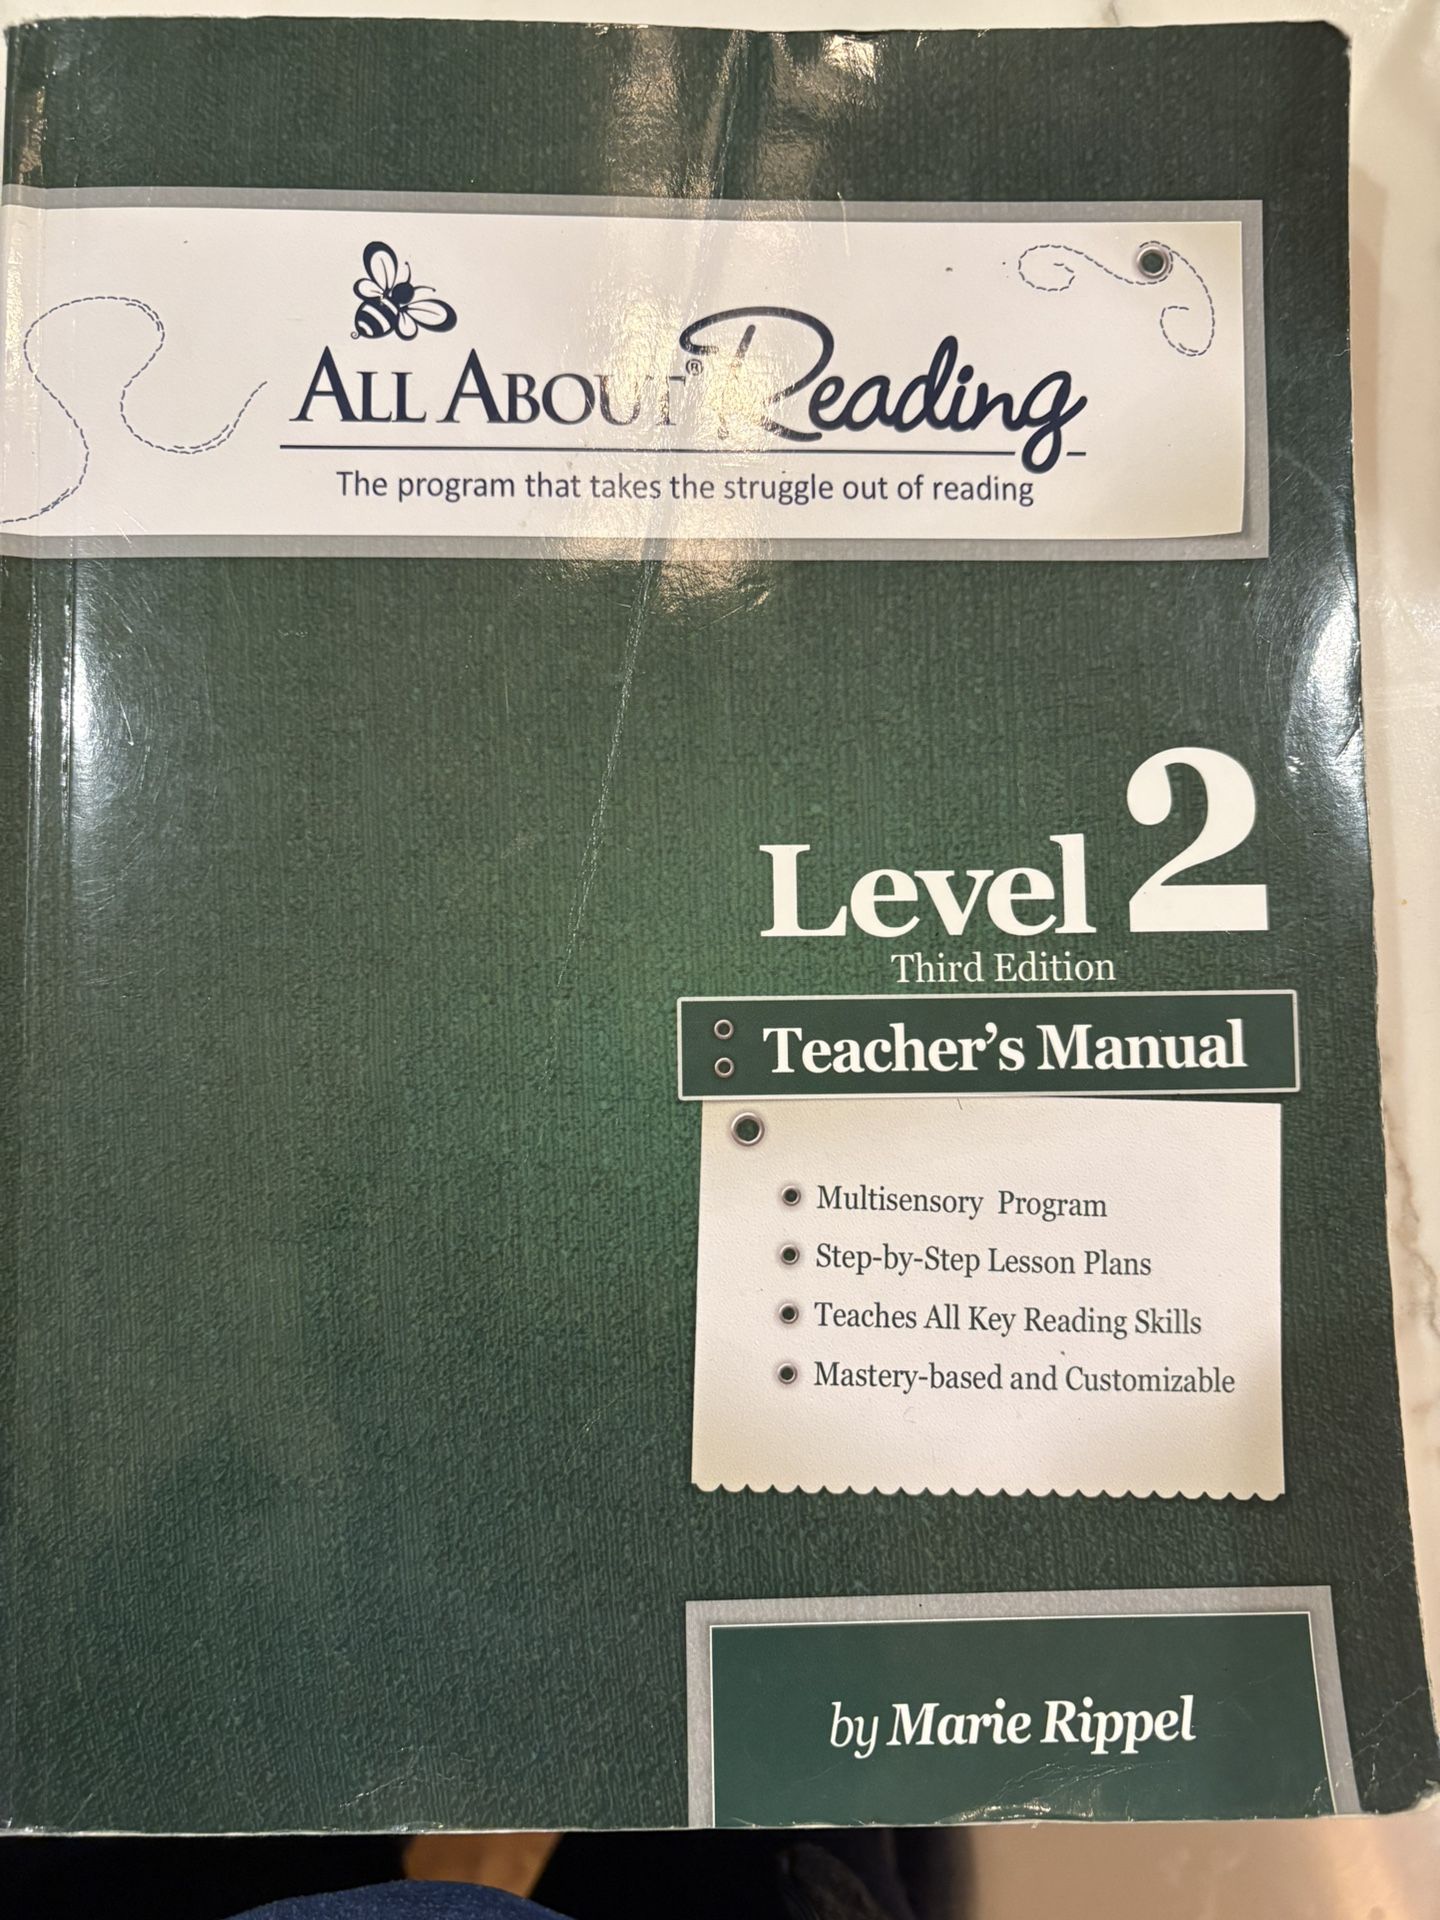 ALL ABOUT® Reading
The program that takes the struggle out of reading
Level 2
Third Edition
Teacher's Manual
Multisensory Program
Step-by-Step Lesson Plans
Teaches All Key Reading Skills
Mastery-based and Customizable
by Marie Rippel